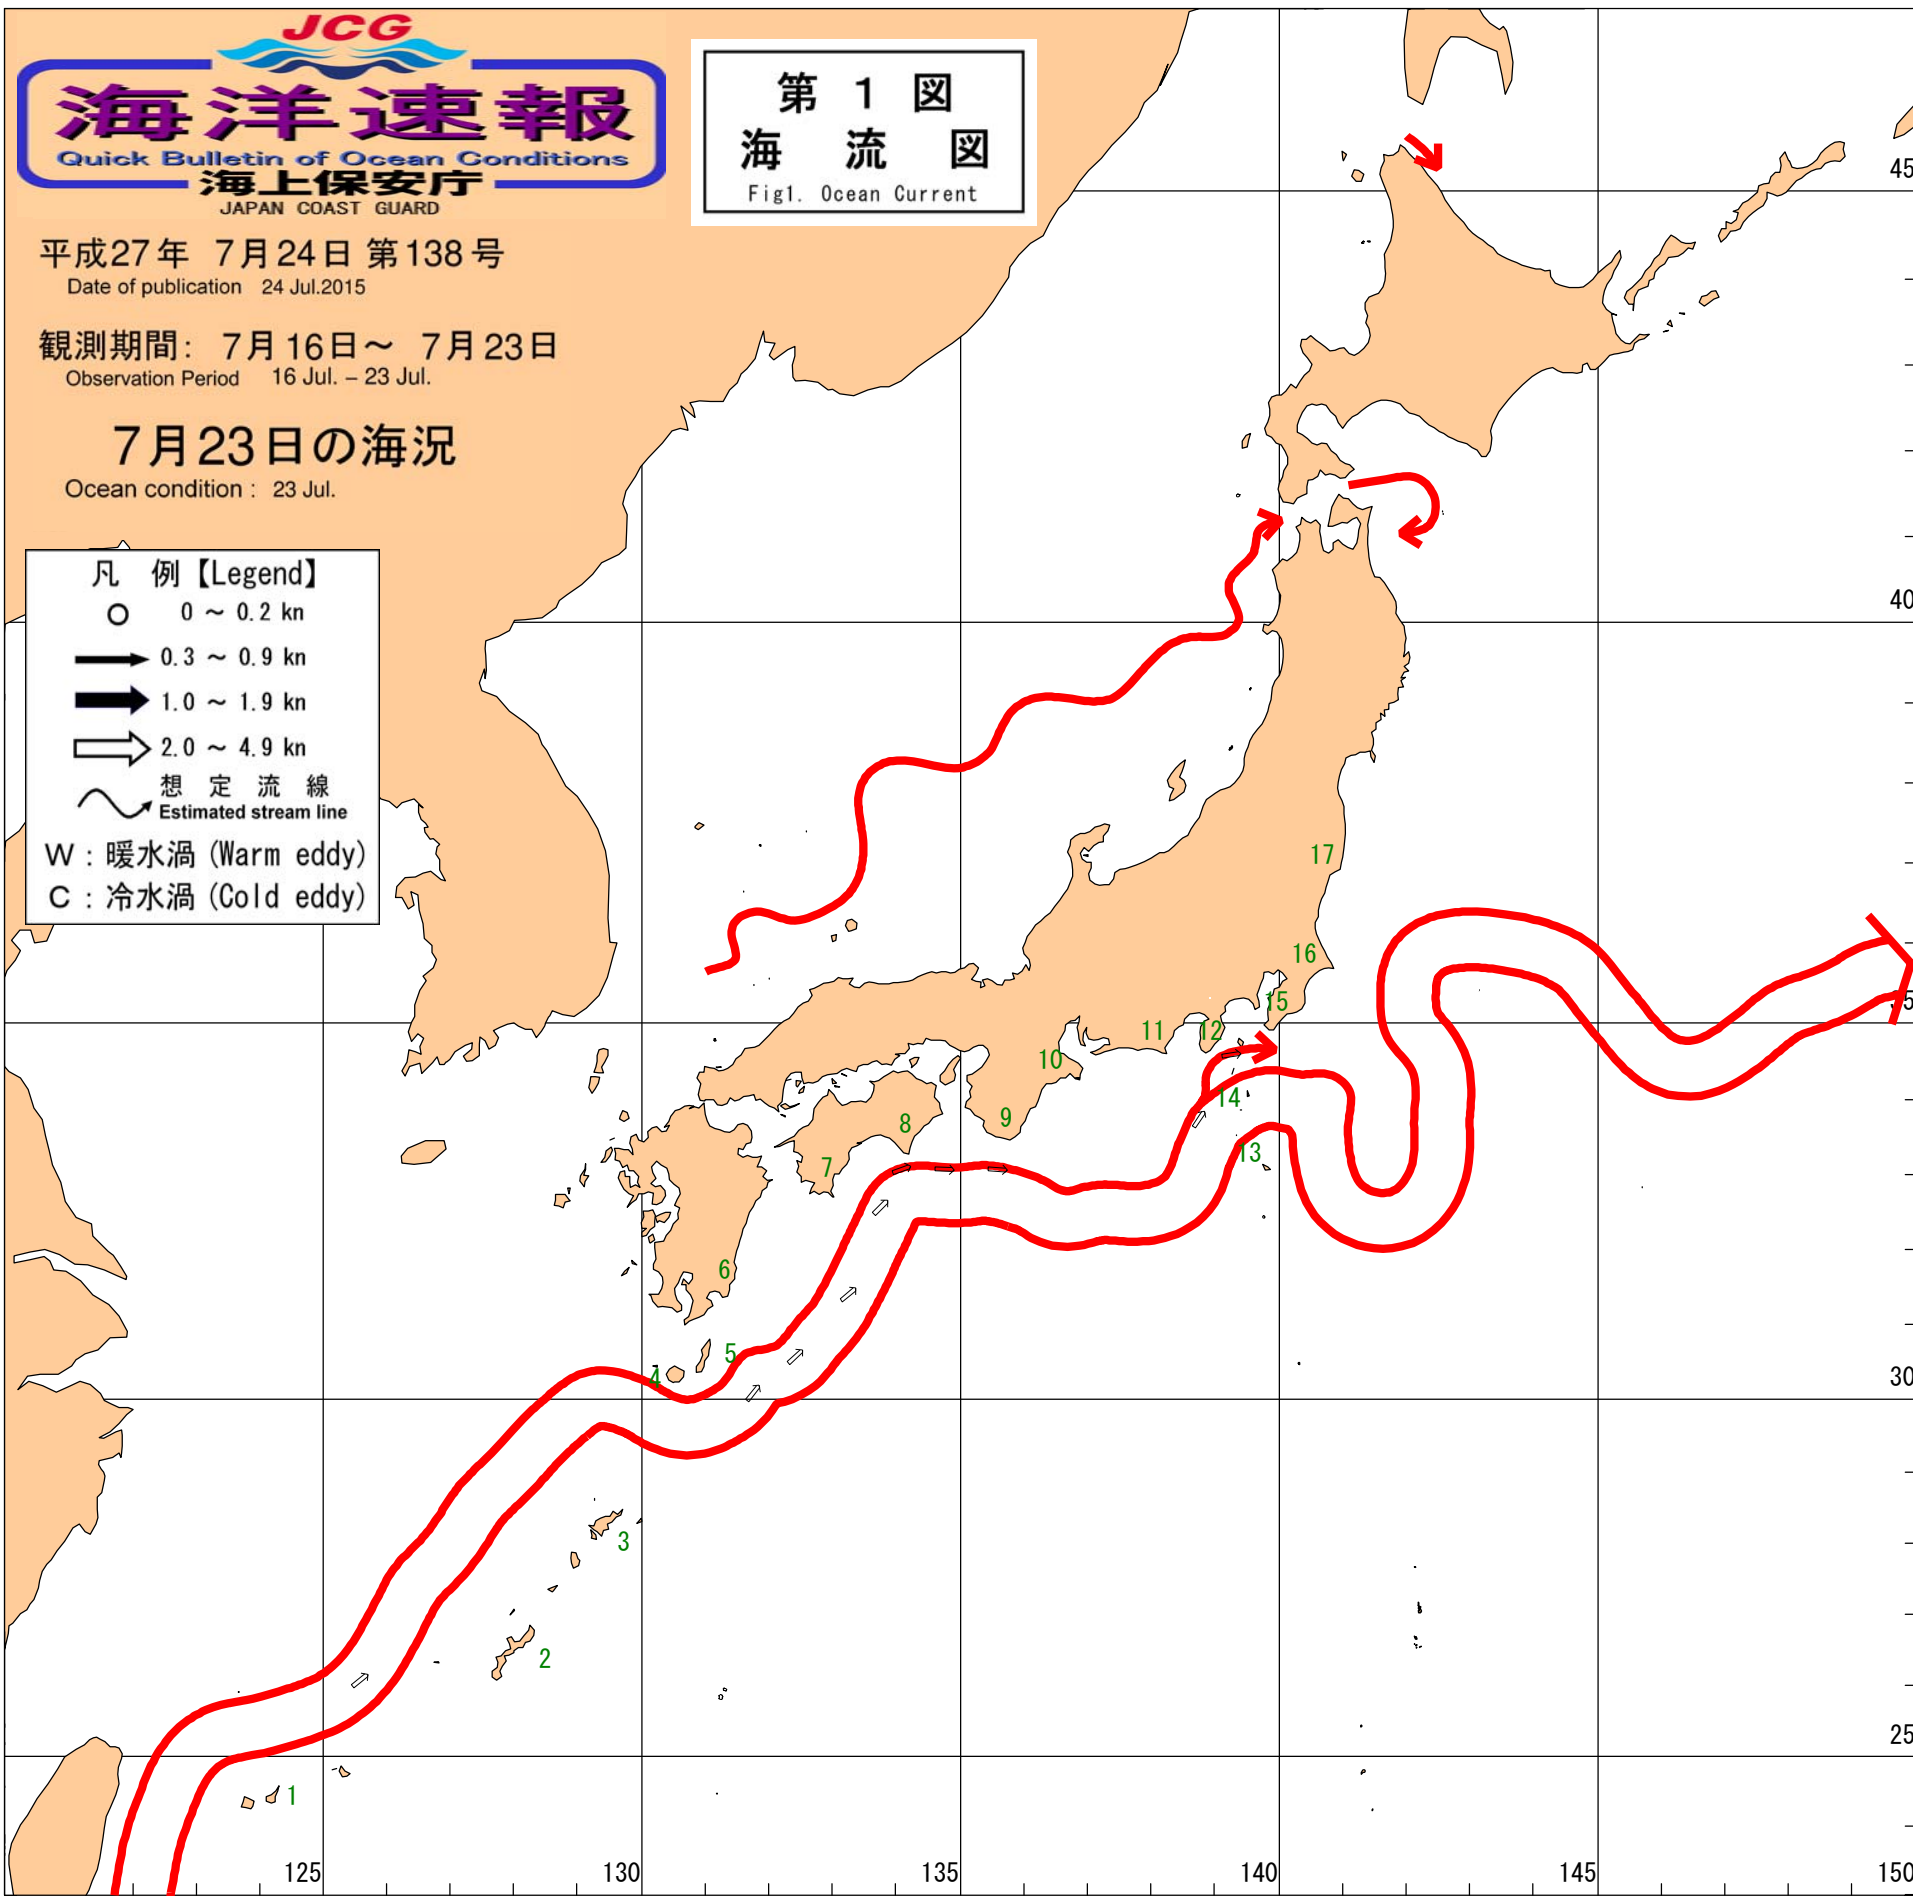 JCG
海洋速報
Quick Bulletin of Ocean Conditions
海上保安庁
JAPAN COAST GUARD
第 1 図
海 流 図
Fig1. Ocean Current
平成27年 7月24日 第138号
Date of publication 24 Jul.2015
観測期間: 7月16日～ 7月23日
Observation Period 16 Jul. – 23 Jul.
7月23日の海況
Ocean condition : 23 Jul.
凡 例【Legend】
0 ～ 0.2 kn
0.3 ～ 0.9 kn
1.0 ～ 1.9 kn
2.0 ～ 4.9 kn
想 定 流 線
Estimated stream line
W : 暖水渦 (Warm eddy)
C : 冷水渦 (Cold eddy)
45
40
17
16
35
15
11
12
10
14
9
8
13
7
6
5
4
30
3
2
25
1
125
130
135
140
145
150